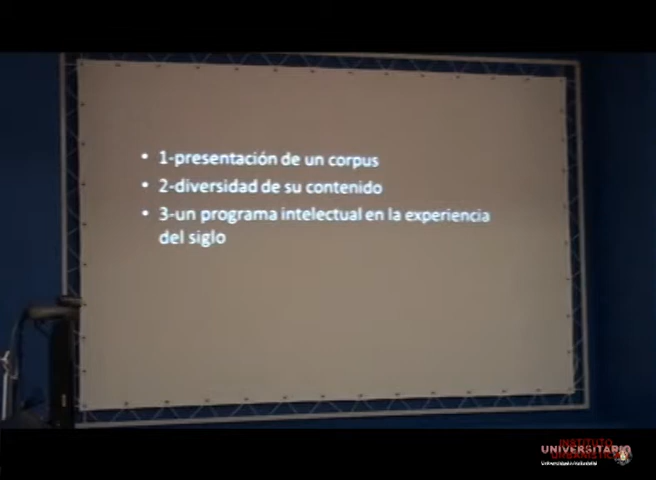 • 1-presentación de un corpus
• 2-diversidad de su contenido
• 3-un programa intelectual en la experiencia
del siglo
INSTITUTO
UNIVERSITARIO